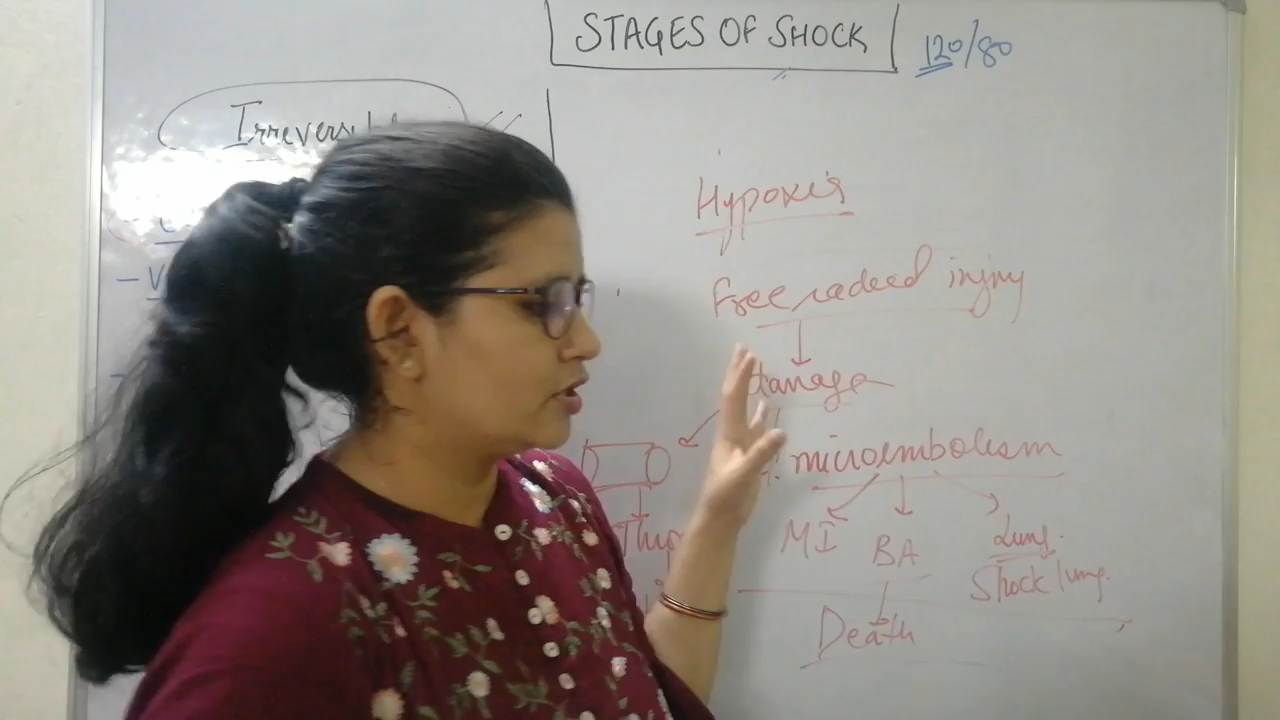 STAGES OF SHOCK
120/80
Hypoxia
Free radical injury
damage
microembolism
MI BA Lung.
Shock lung.
Death